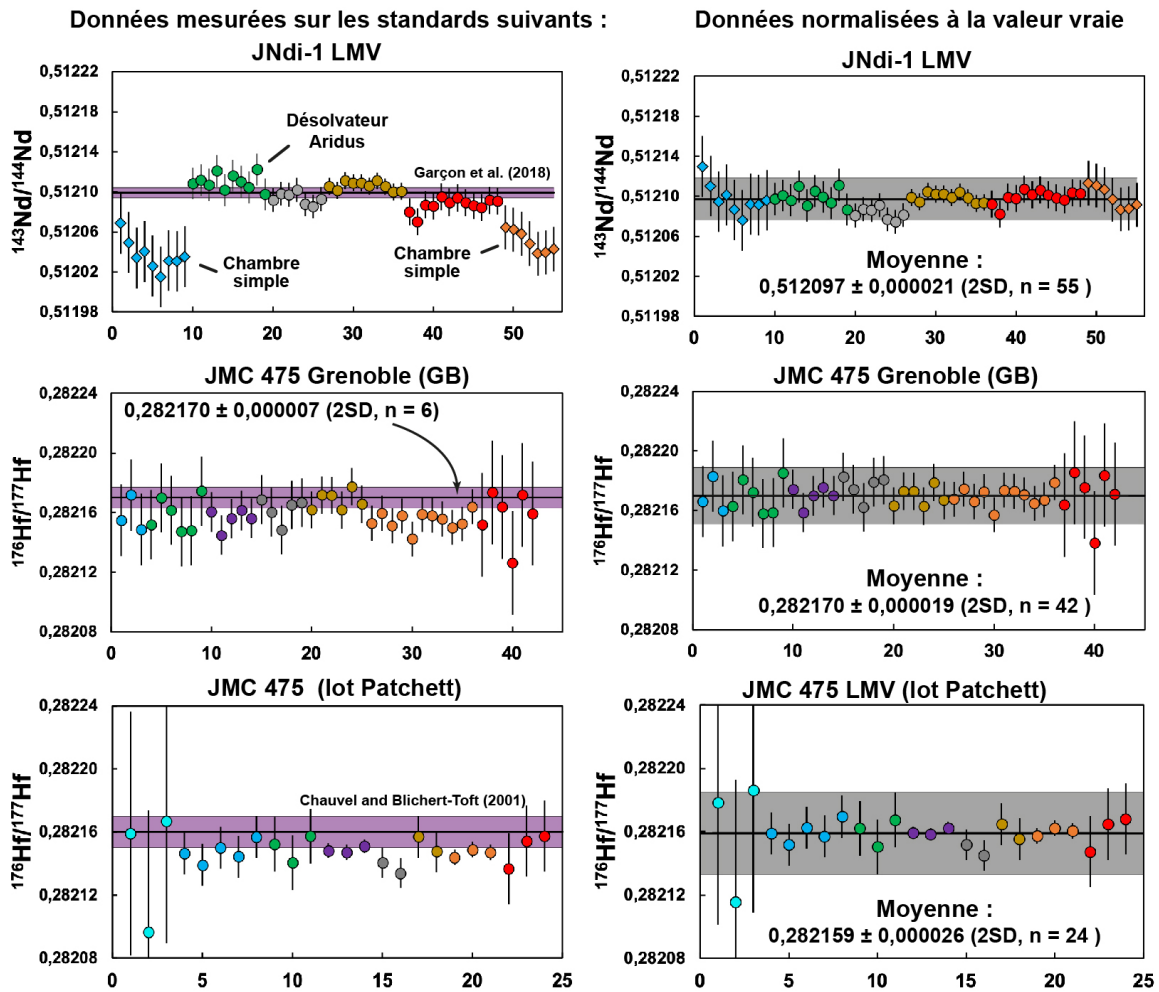 Données mesurées sur les standards suivants :
Données normalisées à la valeur vraie
JNdi-1 LMV
0,51222
0,51218
0,51214
0,51210
0,51206
0,51202
0,51198
143Nd/144Nd
Désolvateur
Aridus
Garçon et al. (2018)
Chambre
simple
Chambre
simple
0 10 20 30 40 50
JNdi-1 LMV
0,51222
0,51218
0,51214
0,51210
0,51206
0,51202
0,51198
143Nd/144Nd
Moyenne :
0,512097 ± 0,000021 (2SD, n = 55 )
0 10 20 30 40 50
JMC 475 Grenoble (GB)
0,28224
0,28220
0,28216
0,28212
0,28208
176Hf/177Hf
0,282170 ± 0,000007 (2SD, n = 6)
0 10 20 30 40
JMC 475 Grenoble (GB)
0,28224
0,28220
0,28216
0,28212
0,28208
176Hf/177Hf
Moyenne :
0,282170 ± 0,000019 (2SD, n = 42 )
0 10 20 30 40
JMC 475 (lot Patchett)
0,28224
0,28220
0,28216
0,28212
0,28208
176Hf/177Hf
Chauvel and Blichert-Toft (2001)
0 5 10 15 20 25
JMC 475 LMV (lot Patchett)
0,28224
0,28220
0,28216
0,28212
0,28208
176Hf/177Hf
Moyenne :
0,282159 ± 0,000026 (2SD, n = 24 )
0 5 10 15 20 25